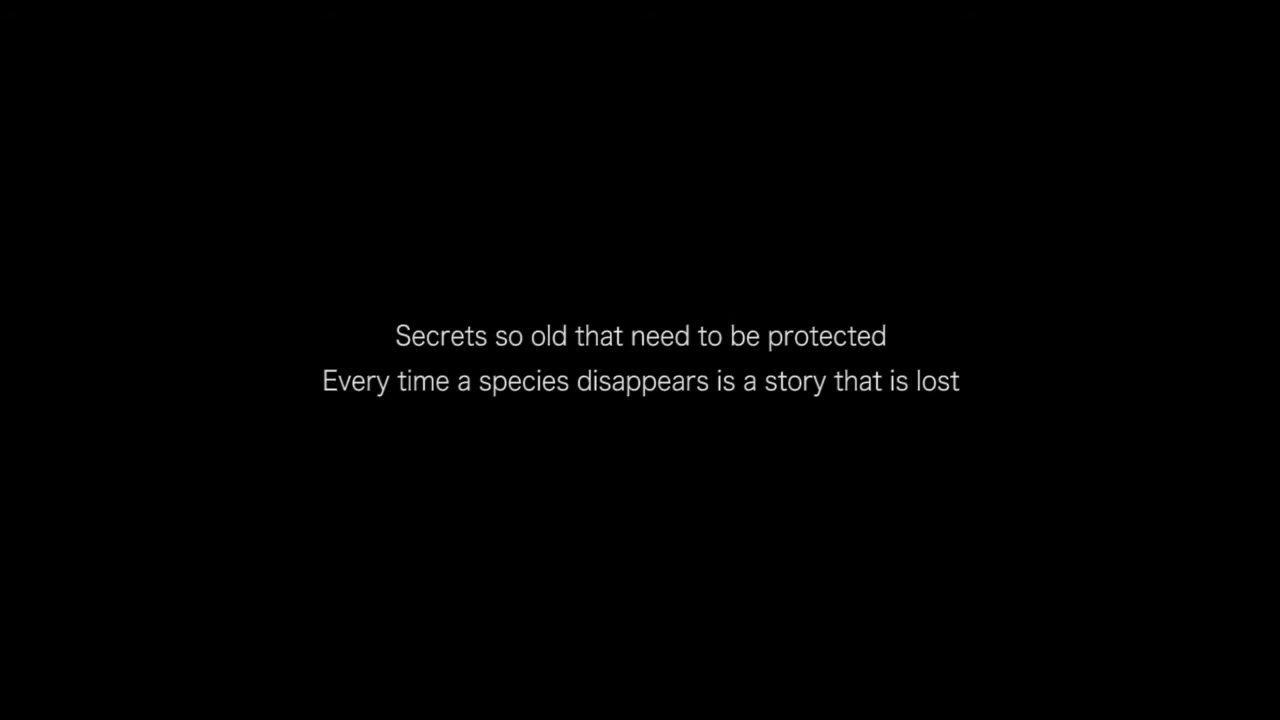 Secrets so old that need to be protected
Every time a species disappears is a story that is lost